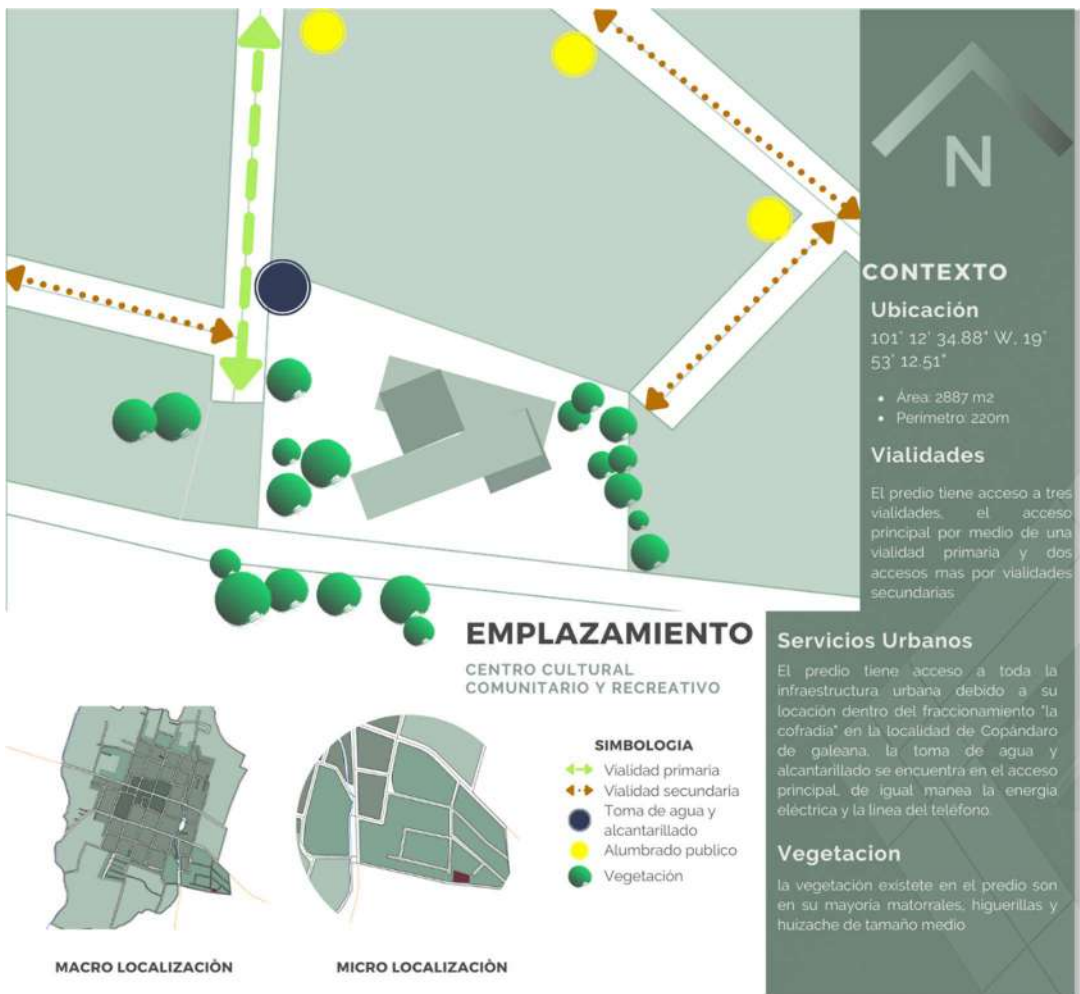 N
CONTEXTO
Ubicación
101° 12' 34.88" W, 19°
53' 12.51"
• Área: 2887 m2
• Perimetro: 220m
Vialidades
El predio tiene acceso a tres
vialidades, el acceso
principal por medio de una
vialidad primaria y dos
accesos mas por vialidades
secundarias
EMPLAZAMIENTO
CENTRO CULTURAL
COMUNITARIO Y RECREATIVO
SIMBOLOGIA
Vialidad primaria
Vialidad secundaria
Toma de agua y
alcantarillado
Alumbrado publico
Vegetación
Servicios Urbanos
El predio tiene acceso a toda la
infraestructura urbana debido a su
locación dentro del fraccionamiento "la
cofradia" en la localidad de Copándaro
de galeana, la toma de agua y
alcantarillado se encuentra en el acceso
principal, de igual manea la energia
eléctrica y la linea del teléfono.
Vegetacion
la vegetación existete en el predio son
en su mayoria matorrales, higuerillas y
huizache de tamaño medio
MACRO LOCALIZACIÒN
MICRO LOCALIZACIÒN